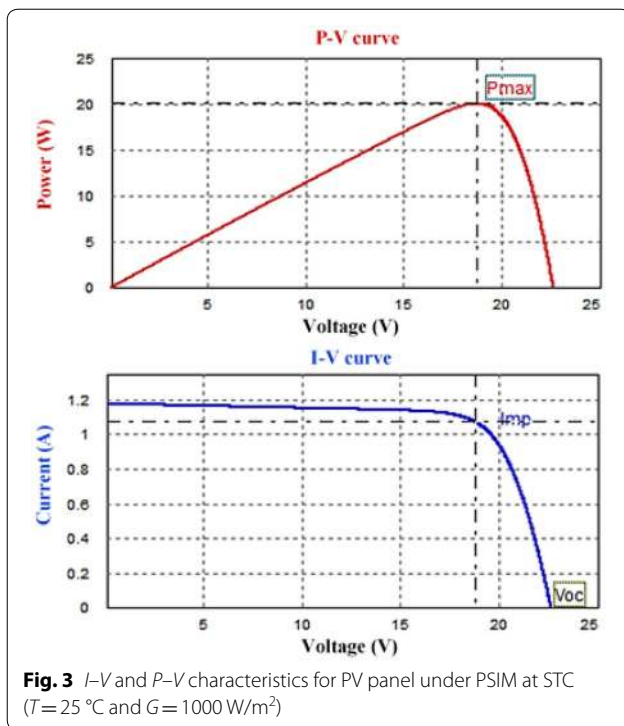 P-V curve
Pmax
Power (W)
25
20
15
10
5
0
5
10
15
20
25
Voltage (V)
I-V curve
Imp
Current (A)
1.2
1
0.8
0.6
0.4
0.2
0
Voc
5
10
15
20
25
Voltage (V)
Fig. 3 I–V and P–V characteristics for PV panel under PSIM at STC
(T = 25 °C and G = 1000 W/m²)